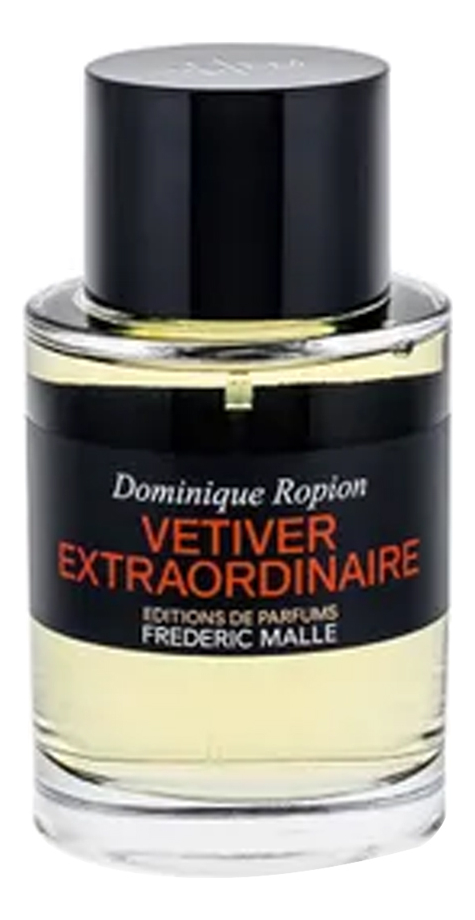 Dominique Ropion
VETIVER
EXTRAORDINAIRE
EDITIONS DE PARFUMS
FREDERIC MALLE